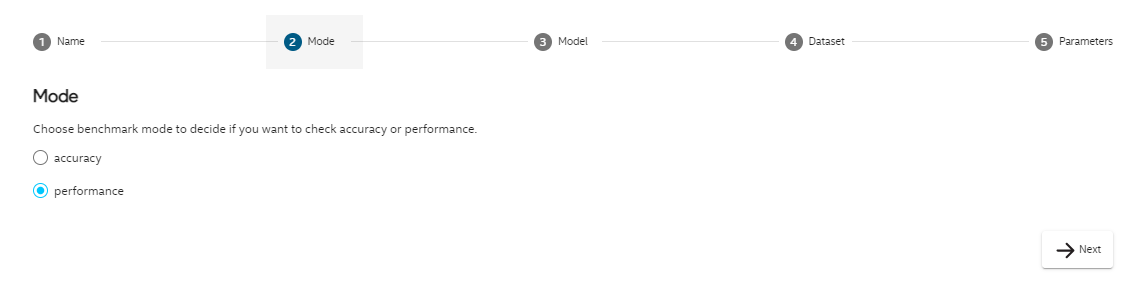 1 Name 2 Mode 3 Model 4 Dataset 5 Parameters
Mode
Choose benchmark mode to decide if you want to check accuracy or performance.
accuracy
performance
Next